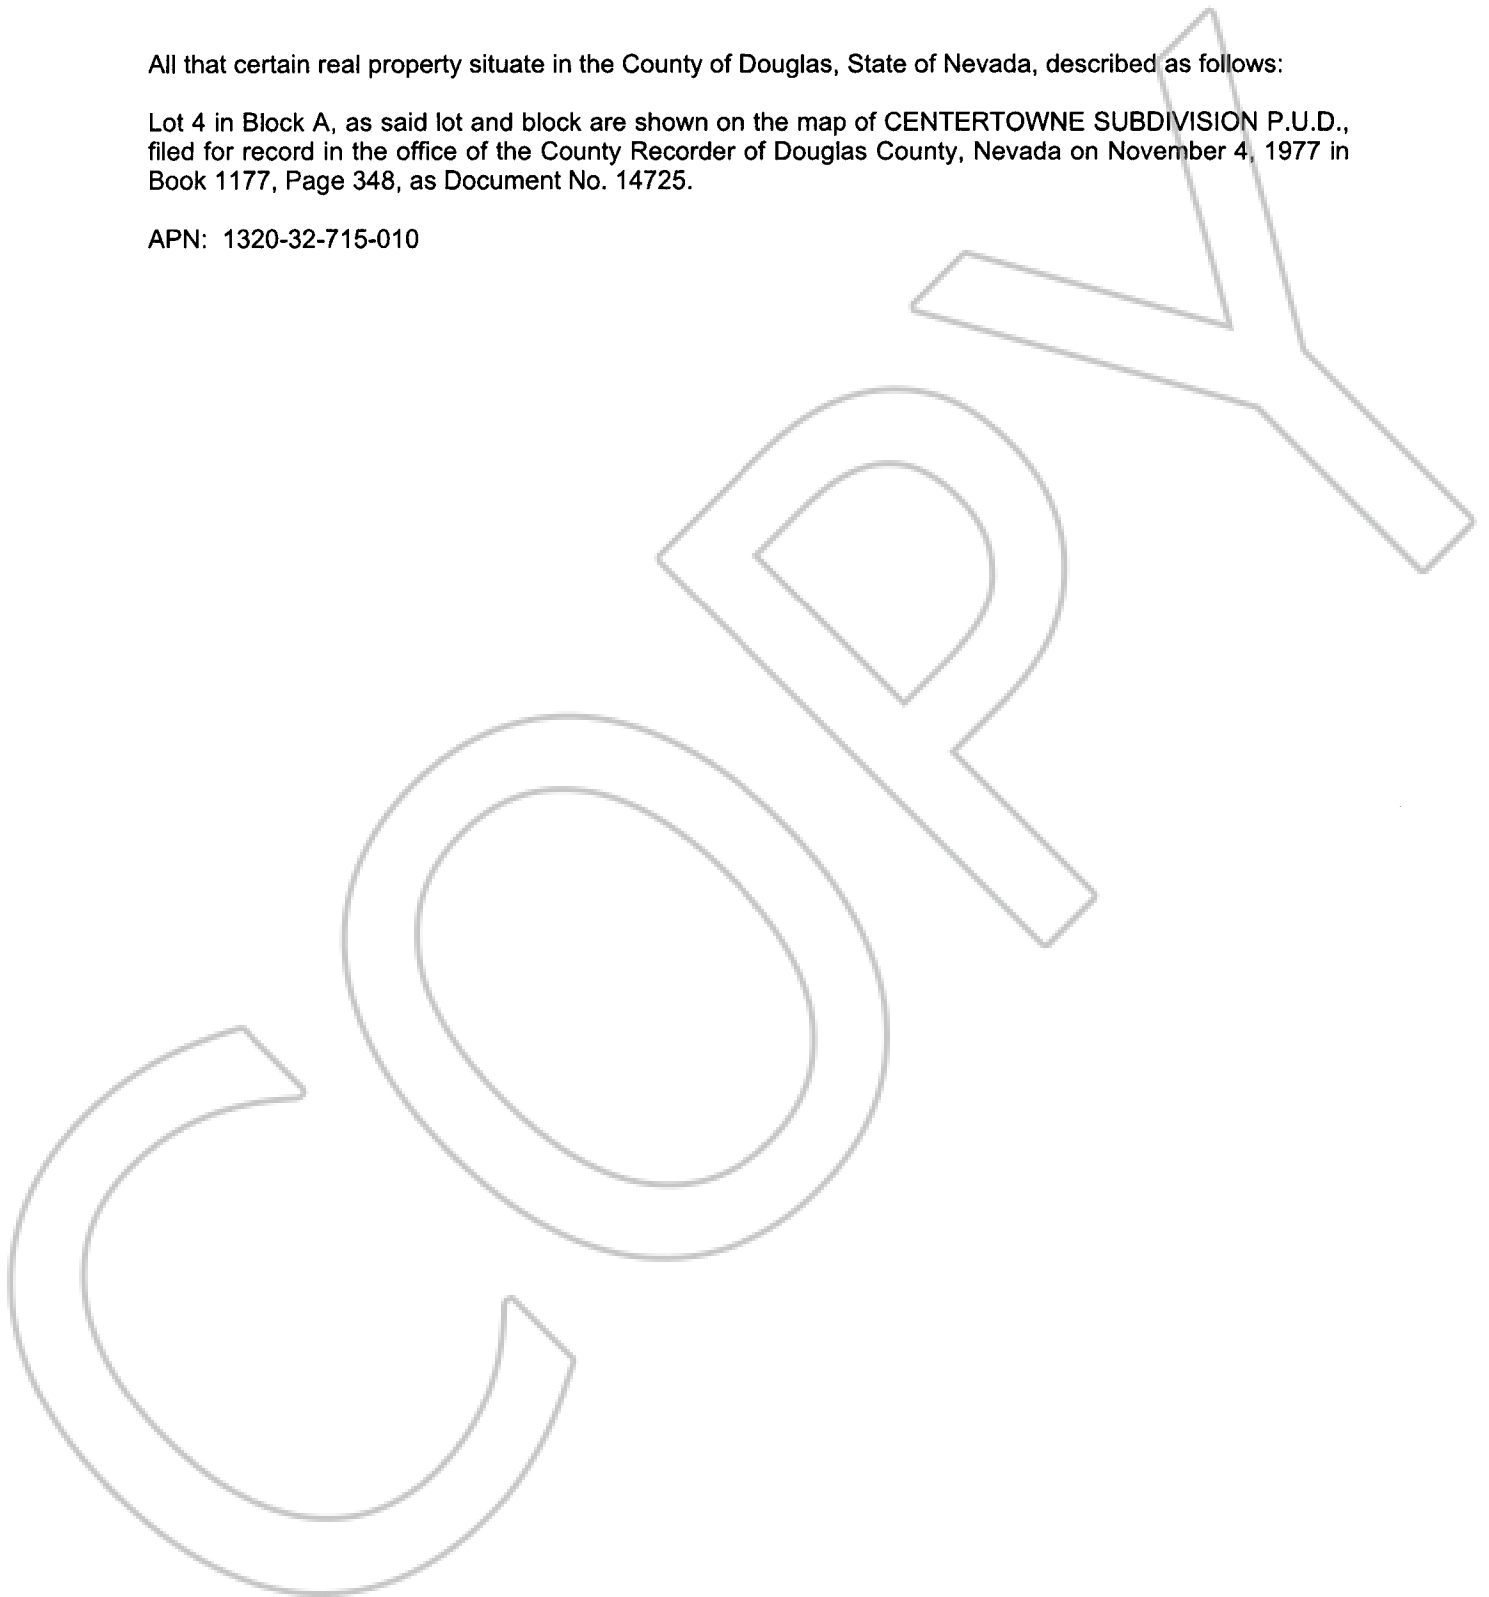 All that certain real property situate in the County of Douglas, State of Nevada, described as follows:
Lot 4 in Block A, as said lot and block are shown on the map of CENTERTOWNE SUBDIVISION P.U.D.,
filed for record in the office of the County Recorder of Douglas County, Nevada on November 4, 1977 in
Book 1177, Page 348, as Document No. 14725.
APN: 1320-32-715-010
COPY